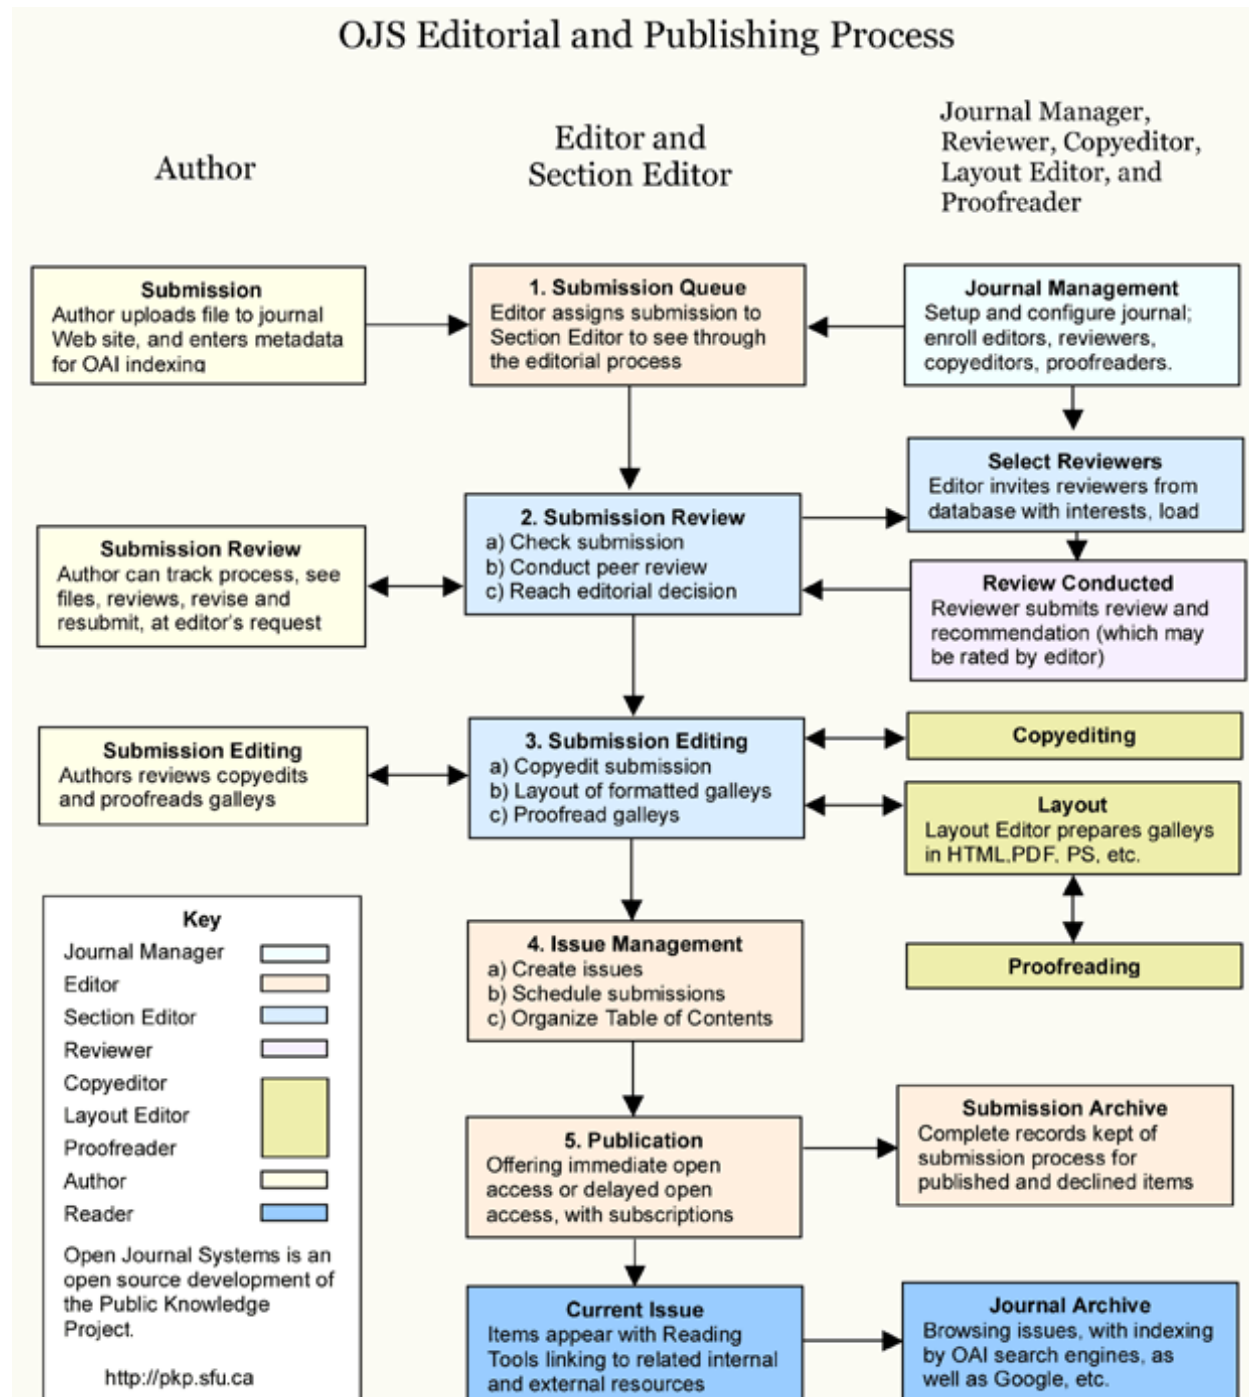 OJS Editorial and Publishing Process
Author
Editor and
Section Editor
Journal Manager,
Reviewer, Copyeditor,
Layout Editor, and
Proofreader
Submission
Author uploads file to journal
Web site, and enters metadata
for OAI indexing
1. Submission Queue
Editor assigns submission to
Section Editor to see through
the editorial process
Journal Management
Setup and configure journal;
enroll editors, reviewers,
copyeditors, proofreaders.
Select Reviewers
Editor invites reviewers from
database with interests, load
Submission Review
Author can track process, see
files, reviews, revise and
resubmit, at editor's request
2. Submission Review
a) Check submission
b) Conduct peer review
c) Reach editorial decision
Review Conducted
Reviewer submits review and
recommendation (which may
be rated by editor)
Submission Editing
Authors reviews copyedits
and proofreads galleys
3. Submission Editing
a) Copyedit submission
b) Layout of formatted galleys
c) Proofread galleys
Copyediting
Layout
Layout Editor prepares galleys
in HTML,PDF, PS, etc.
Proofreading
Key
Journal Manager
Editor
Section Editor
Reviewer
Copyeditor
Layout Editor
Proofreader
Author
Reader
Open Journal Systems is an
open source development of
the Public Knowledge
Project.
http://pkp.sfu.ca
4. Issue Management
a) Create issues
b) Schedule submissions
c) Organize Table of Contents
5. Publication
Offering immediate open
access or delayed open
access, with subscriptions
Submission Archive
Complete records kept of
submission process for
published and declined items
Current Issue
Items appear with Reading
Tools linking to related internal
and external resources
Journal Archive
Browsing issues, with indexing
by OAI search engines, as
well as Google, etc.